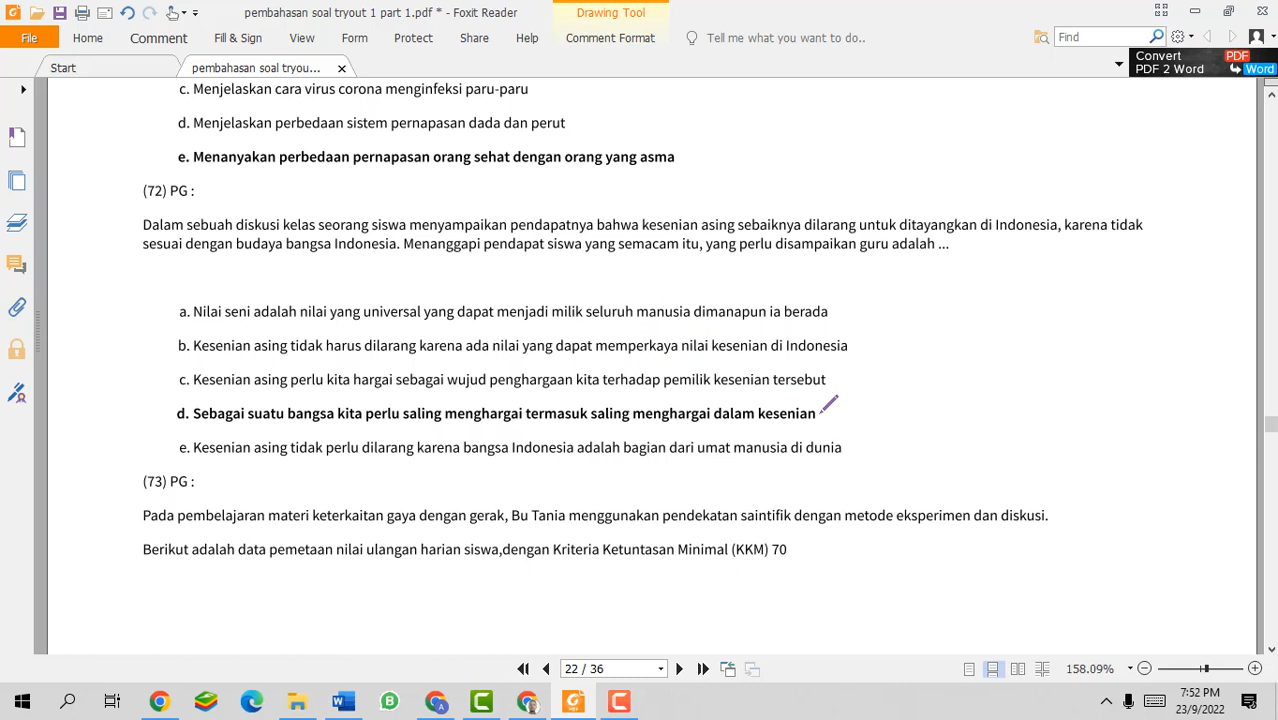 pembahasan soal tryout 1 part 1.pdf * - Foxit Reader
Drawing Tool
File
Home
Comment
Fill & Sign
View
Form
Protect
Share
Help
Comment Format
Tell me what you want to do..
Find
Start
pembahasan soal tryou...
Convert PDF
PDF 2 Word Word
c. Menjelaskan cara virus corona menginfeksi paru-paru
d. Menjelaskan perbedaan sistem pernapasan dada dan perut
e. Menanyakan perbedaan pernapasan orang sehat dengan orang yang asma
(72) PG :
Dalam sebuah diskusi kelas seorang siswa menyampaikan pendapatnya bahwa kesenian asing sebaiknya dilarang untuk ditayangkan di Indonesia, karena tidak
sesuai dengan budaya bangsa Indonesia. Menanggapi pendapat siswa yang semacam itu, yang perlu disampaikan guru adalah ...
a. Nilai seni adalah nilai yang universal yang dapat menjadi milik seluruh manusia dimanapun ia berada
b. Kesenian asing tidak harus dilarang karena ada nilai yang dapat memperkaya nilai kesenian di Indonesia
c. Kesenian asing perlu kita hargai sebagai wujud penghargaan kita terhadap pemilik kesenian tersebut
d. Sebagai suatu bangsa kita perlu saling menghargai termasuk saling menghargai dalam kesenian
e. Kesenian asing tidak perlu dilarang karena bangsa Indonesia adalah bagian dari umat manusia di dunia
(73) PG :
Pada pembelajaran materi keterkaitan gaya dengan gerak, Bu Tania menggunakan pendekatan saintifik dengan metode eksperimen dan diskusi.
Berikut adalah data pemetaan nilai ulangan harian siswa,dengan Kriteria Ketuntasan Minimal (KKM) 70
22 / 36
158.09%
7:52 PM
23/9/2022